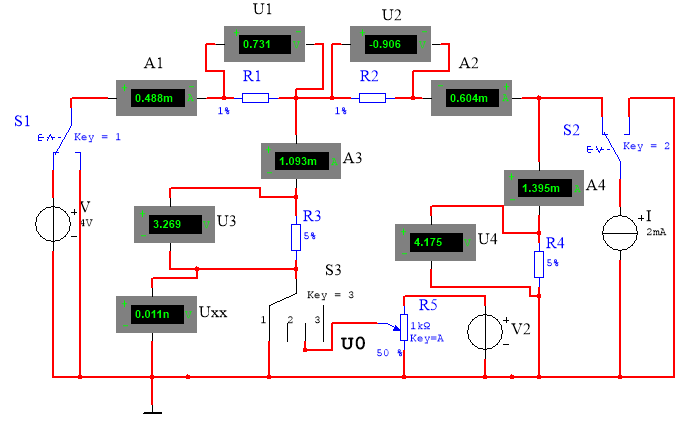 U1
U2
0.731
-0.906
A1
R1
R2
A2
0.488m
0.604m
1%
1%
S1
Key = 1
S2
Key = 2
A3
1.093m
A4
1.395m
V
4V
3.269
U3
R3
5%
I
2mA
4.175
U4
R4
5%
S3
Key = 3
0.011n
Uxx
1
2
3
R5
1kΩ
Key=A
50 %
U0
V2